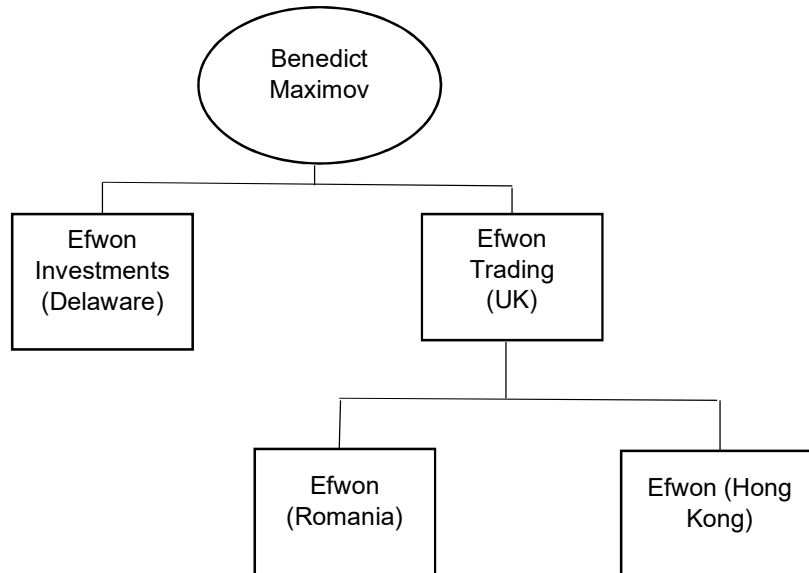 Benedict
Maximov
Efwon
Investments
(Delaware)
Efwon
Trading
(UK)
Efwon
(Romania)
Efwon (Hong
Kong)